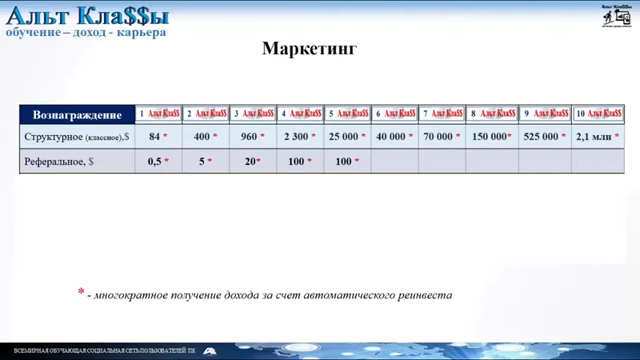 Альт Кла$$ы
обучение – доход - карьера
Маркетинг
Вознаграждение 1 Альт Кла$$ 2 Альт Кла$$ 3 Альт Кла$$ 4 Альт Кла$$ 5 Альт Кла$$ 6 Альт Кла$$ 7 Альт Кла$$ 8 Альт Кла$$ 9 Альт Кла$$ 10 Альт Кла$$
Структурное (классное),$ 84 * 400 * 960 * 2 300 * 25 000 * 40 000 * 70 000 * 150 000* 525 000 * 2,1 млн *
Реферальное, $ 0,5 * 5 * 20* 100 * 100 *
* - многократное получение дохода за счет автоматического реинвеста
ВСЕМИРНАЯ ОБУЧАЮЩАЯ СОЦИАЛЬНАЯ СЕТЬ ПОЛЬЗОВАТЕЛЕЙ ПК